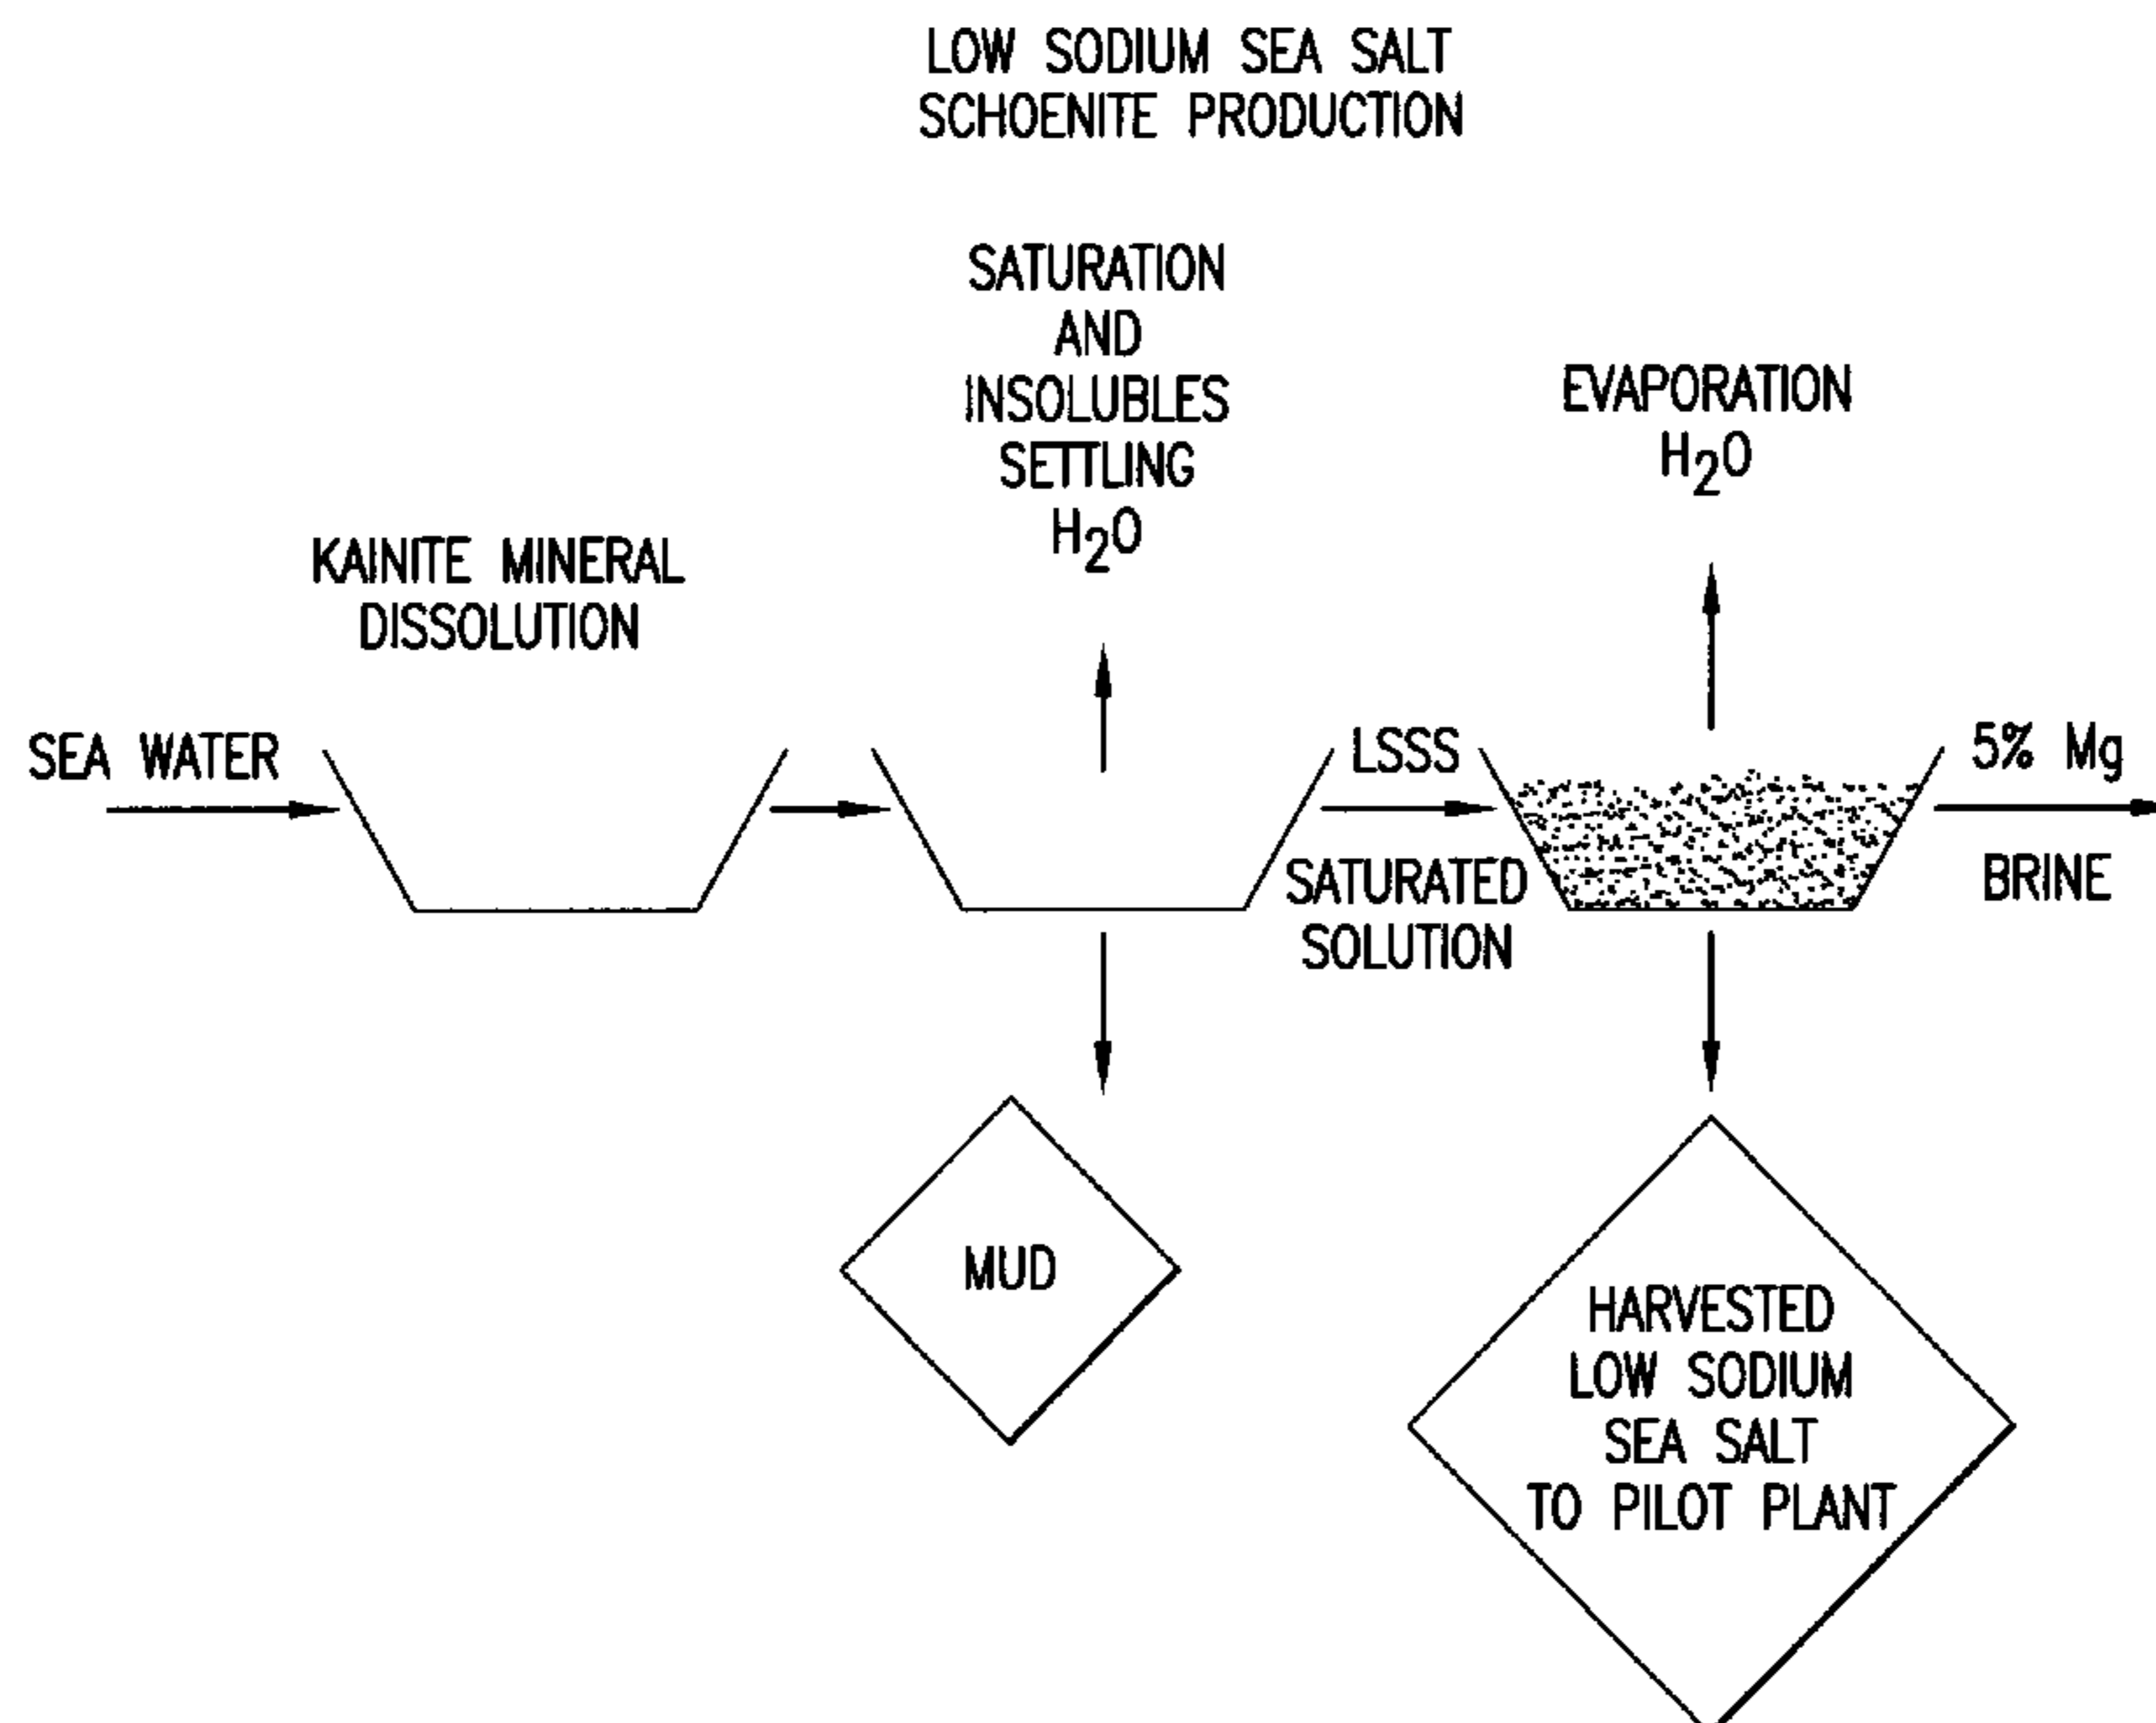 LOW SODIUM SEA SALT
SCHOENITE PRODUCTION
SATURATION
AND
INSOLUBLES
SETTLING
H2O
EVAPORATION
H2O
KAINITE MINERAL
DISSOLUTION
SEA WATER
LSSS
SATURATED
SOLUTION
5% Mg
BRINE
MUD
HARVESTED
LOW SODIUM
SEA SALT
TO PILOT PLANT